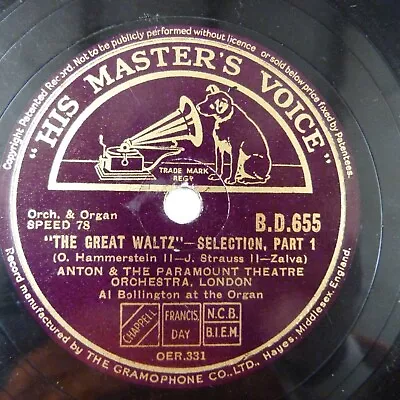 Copyright Patented Record. Not to be publicly performed without licence or sold below price fixed by Patentees.
"HIS MASTER'S VOICE"
TRADE MARK
REGD
Orch. & Organ
SPEED 78
B.D.655
"THE GREAT WALTZ"—SELECTION, PART 1
(O. Hammerstein II—J. Strauss II—Zalva)
ANTON & THE PARAMOUNT THEATRE
ORCHESTRA, LONDON
Al Bollington at the Organ
CHAPPELL
FRANCIS, DAY
N.C.B.
B.I.E.M.
OER.331
Record manufactured by THE GRAMOPHONE CO., LTD., Hayes, Middlesex, England.